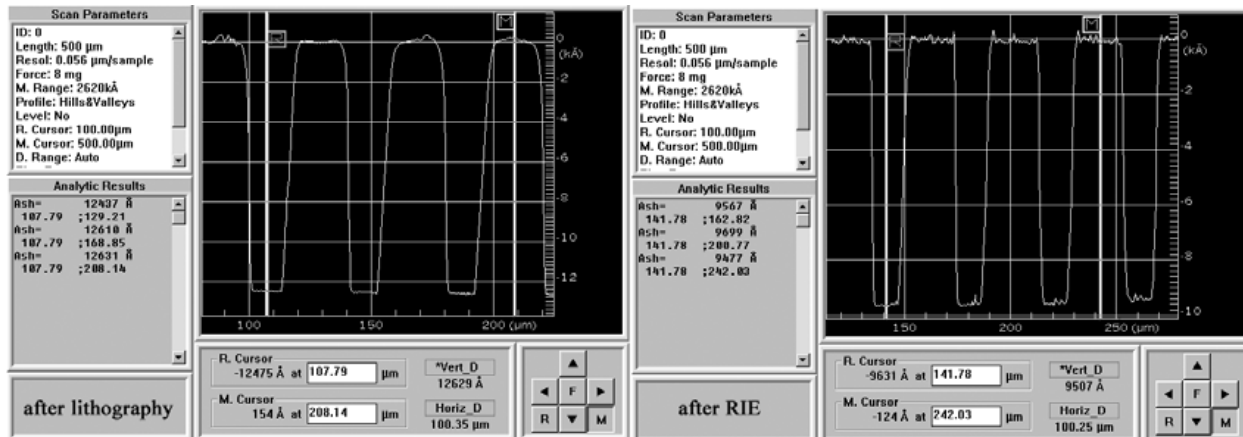 Scan Parameters
ID: 0
Length: 500 µm
Resol: 0.056 µm/sample
Force: 8 mg
M. Range: 2620kÅ
Profile: Hills&Valleys
Level: No
R. Cursor: 100.00µm
M. Cursor: 500.00µm
D. Range: Auto
Analytic Results
Ash= 12437 Å
107.79 ;129.21
Ash= 12610 Å
107.79 ;168.85
Ash= 12631 Å
107.79 ;208.14
after lithography
R
M
0
(kÅ)
-2
-4
-6
-8
-10
-12
100 150 200 (µm)
R. Cursor
-12475 Å at 107.79 µm
M. Cursor
154 Å at 208.14 µm
*Vert_D
12629 Å
Horiz_D
100.35 µm
▲
◄ F ►
R ▼ M
Scan Parameters
ID: 0
Length: 500 µm
Resol: 0.056 µm/sample
Force: 8 mg
M. Range: 2620kÅ
Profile: Hills&Valleys
Level: No
R. Cursor: 100.00µm
M. Cursor: 500.00µm
D. Range: Auto
Analytic Results
Ash= 9567 Å
141.78 ;162.82
Ash= 9699 Å
141.78 ;200.77
Ash= 9477 Å
141.78 ;242.03
after RIE
R
M
0
(kÅ)
-2
-4
-6
-8
-10
150 200 250 (µm)
R. Cursor
-9631 Å at 141.78 µm
M. Cursor
-124 Å at 242.03 µm
*Vert_D
9507 Å
Horiz_D
100.25 µm
▲
◄ F ►
R ▼ M